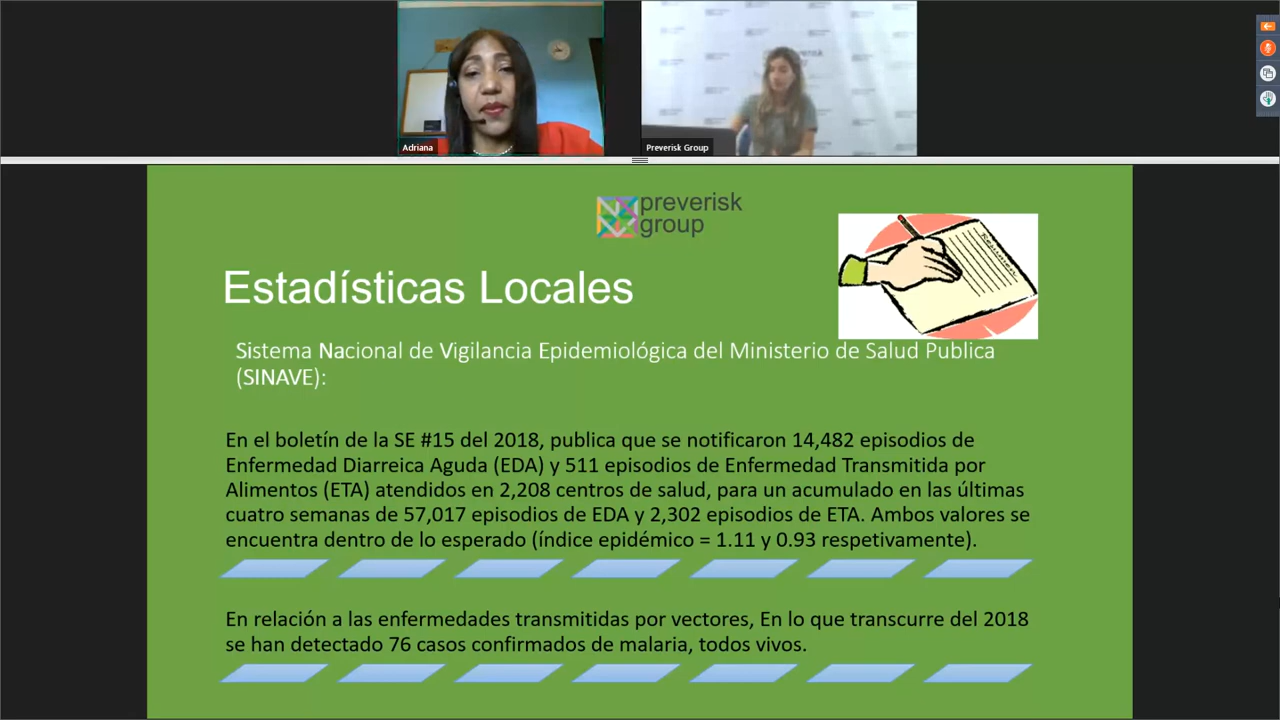 Adriana
Preverisk Group
preverisk
group
Resumen
Estadísticas Locales
Sistema Nacional de Vigilancia Epidemiológica del Ministerio de Salud Publica
(SINAVE):
En el boletín de la SE #15 del 2018, publica que se notificaron 14,482 episodios de
Enfermedad Diarreica Aguda (EDA) y 511 episodios de Enfermedad Transmitida por
Alimentos (ETA) atendidos en 2,208 centros de salud, para un acumulado en las últimas
cuatro semanas de 57,017 episodios de EDA y 2,302 episodios de ETA. Ambos valores se
encuentra dentro de lo esperado (índice epidémico = 1.11 y 0.93 respetivamente).
En relación a las enfermedades transmitidas por vectores, En lo que transcurre del 2018
se han detectado 76 casos confirmados de malaria, todos vivos.